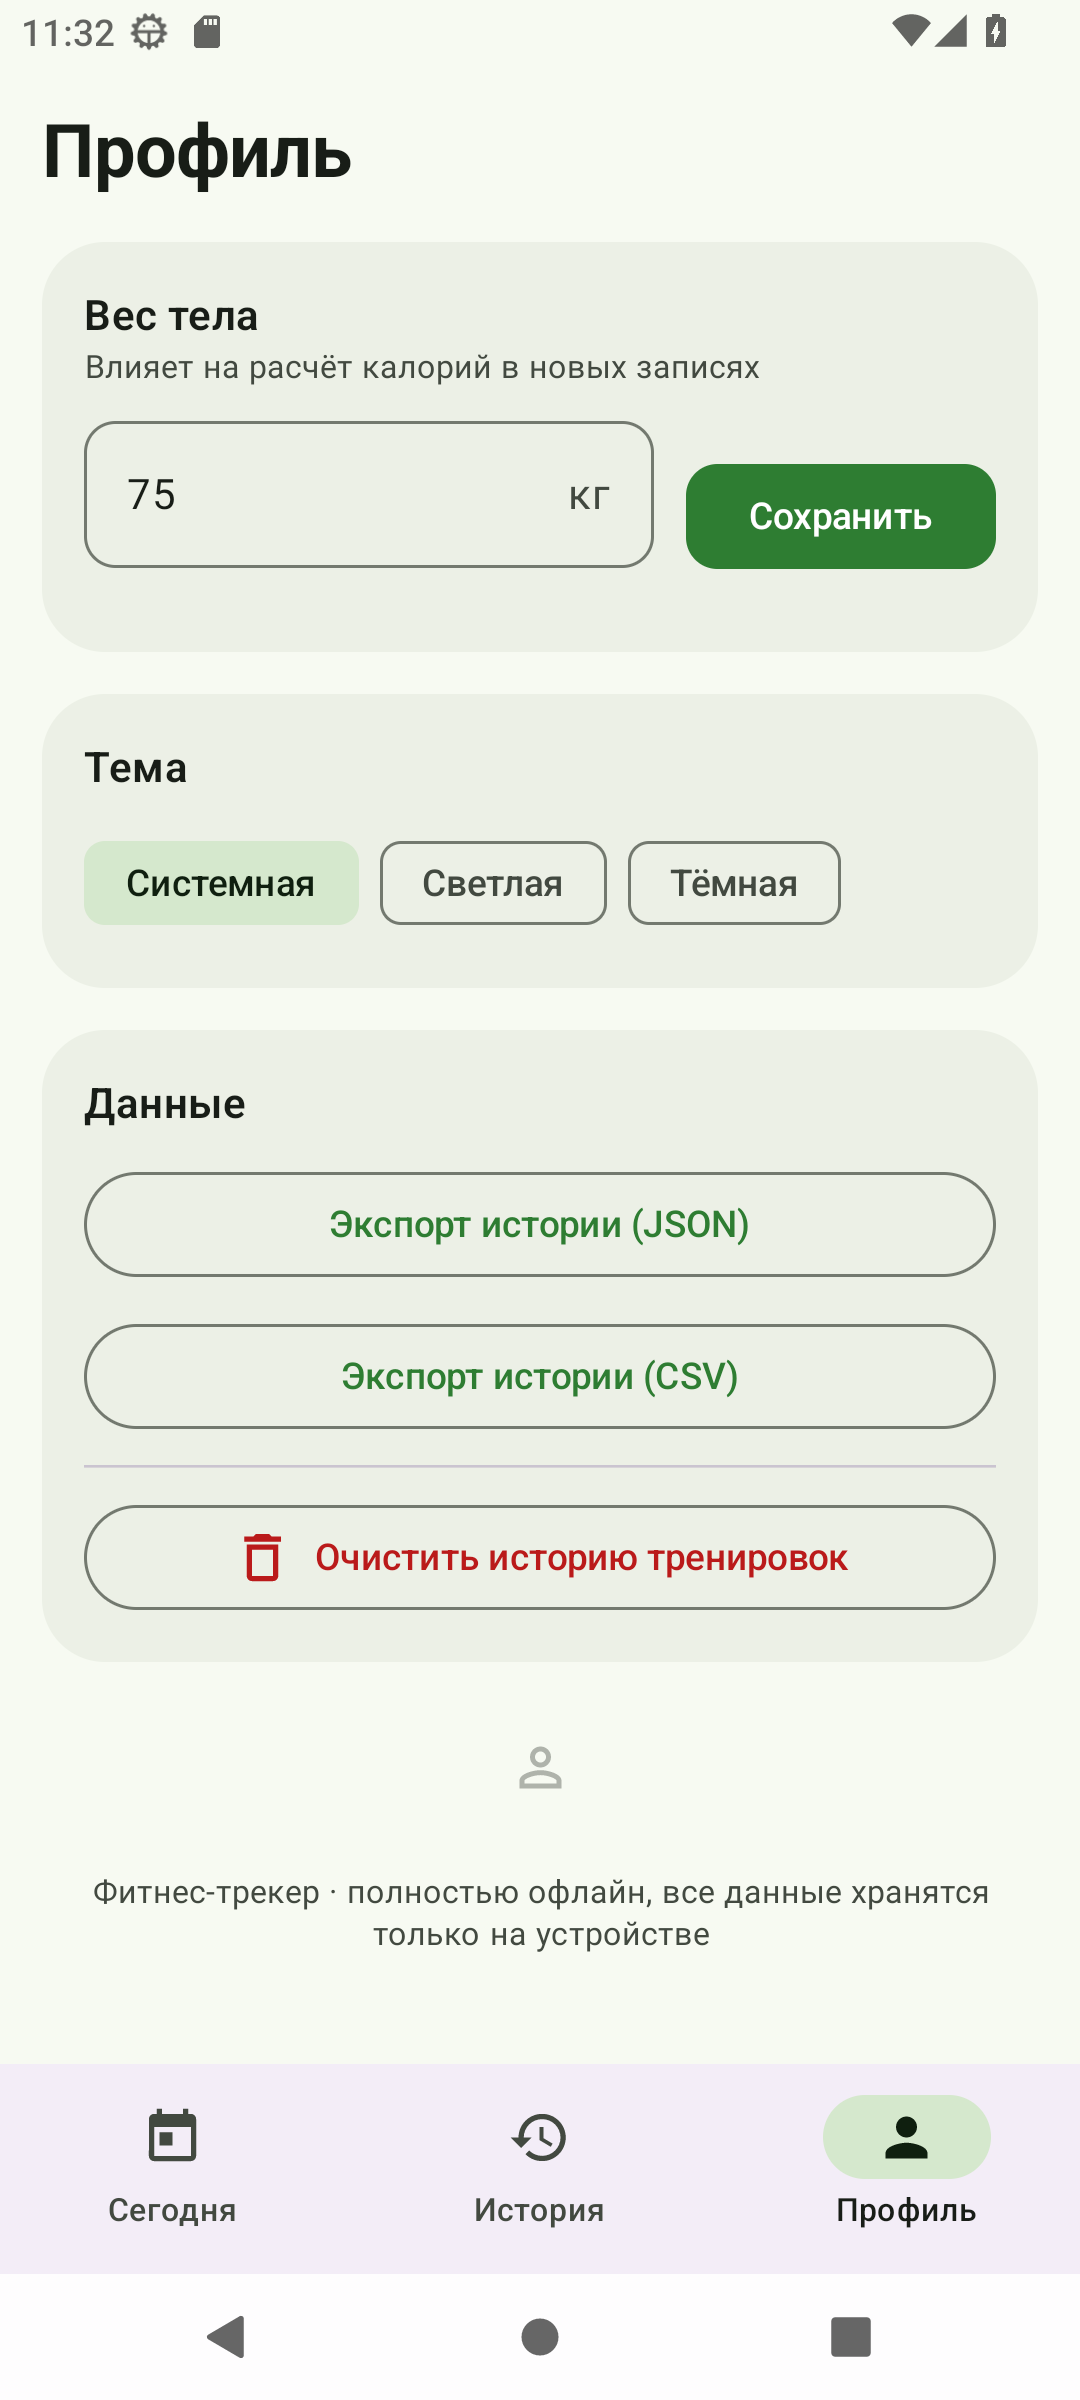 11:32
Профиль
Вес тела
Влияет на расчёт калорий в новых записях
75 кг
Сохранить
Тема
Системная Светлая Тёмная
Данные
Экспорт истории (JSON)
Экспорт истории (CSV)
Очистить историю тренировок
Фитнес-трекер · полностью офлайн, все данные хранятся
только на устройстве
Сегодня История Профиль